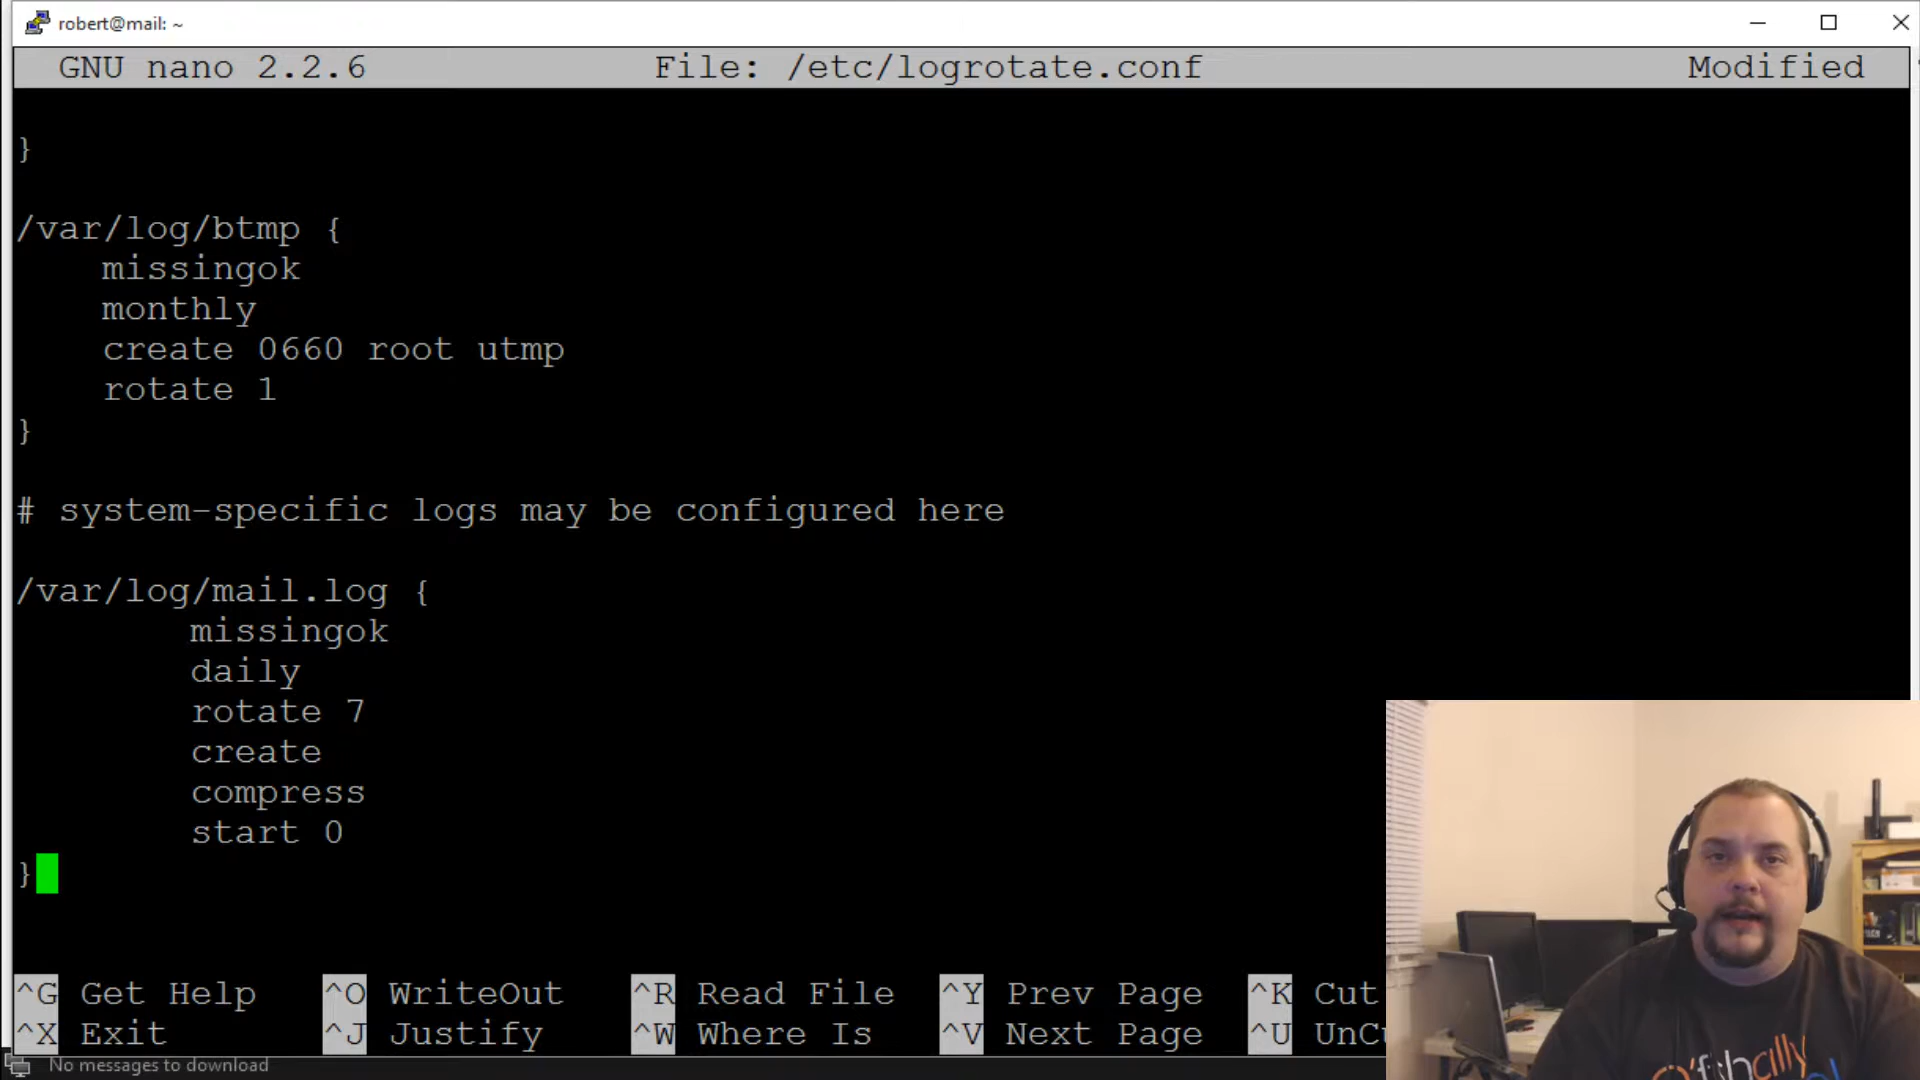 robert@mail: ~
GNU nano 2.2.6 File: /etc/logrotate.conf Modified
}
/var/log/btmp {
missingok
monthly
create 0660 root utmp
rotate 1
}
# system-specific logs may be configured here
/var/log/mail.log {
missingok
daily
rotate 7
create
compress
start 0
}
^G Get Help ^O WriteOut ^R Read File ^Y Prev Page ^K Cut
^X Exit ^J Justify ^W Where Is ^V Next Page ^U UnCu
No messages to download